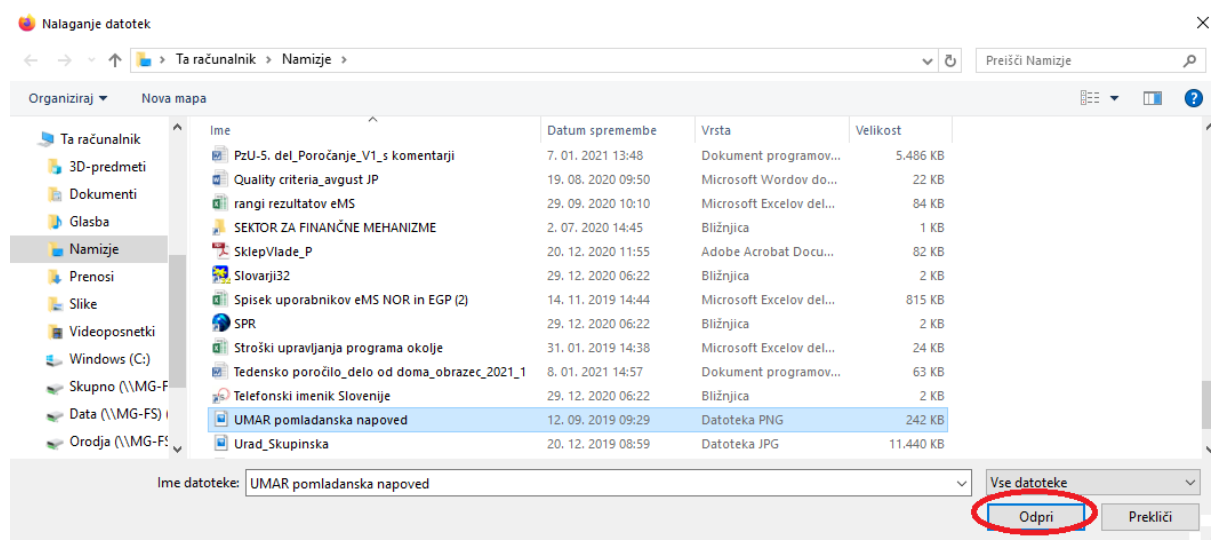 Nalaganje datotek
Ta računalnik > Namizje >
Preišči Namizje
Organiziraj
Nova mapa
Ime Datum spremembe Vrsta Velikost
Ta računalnik
3D-predmeti
Dokumenti
Glasba
Namizje
Prenosi
Slike
Videoposnetki
Windows (C:)
Skupno (\\MG-F
Data (\\MG-FS) (
Orodja (\\MG-FS
PzU-5. del_Poročanje_V1_s komentarji 7. 01. 2021 13:48 Dokument programov... 5.486 KB
Quality criteria_avgust JP 19. 08. 2020 09:50 Microsoft Wordov do... 22 KB
rangi rezultatov eMS 29. 09. 2020 10:10 Microsoft Excelov del... 84 KB
SEKTOR ZA FINANČNE MEHANIZME 2. 07. 2020 14:45 Bližnjica 1 KB
SklepVlade_P 20. 12. 2020 11:55 Adobe Acrobat Docu... 82 KB
Slovarji32 29. 12. 2020 06:22 Bližnjica 2 KB
Spisek uporabnikov eMS NOR in EGP (2) 14. 11. 2019 14:44 Microsoft Excelov del... 815 KB
SPR 29. 12. 2020 06:22 Bližnjica 2 KB
Stroški upravljanja programa okolje 31. 01. 2019 14:38 Microsoft Excelov del... 24 KB
Tedensko poročilo_delo od doma_obrazec_2021_1 8. 01. 2021 14:57 Dokument programov... 63 KB
Telefonski imenik Slovenije 29. 12. 2020 06:22 Bližnjica 2 KB
UMAR pomladanska napoved 12. 09. 2019 09:29 Datoteka PNG 242 KB
Urad_Skupinska 20. 12. 2019 08:59 Datoteka JPG 11.440 KB
Ime datoteke: UMAR pomladanska napoved
Vse datoteke
Odpri
Prekliči